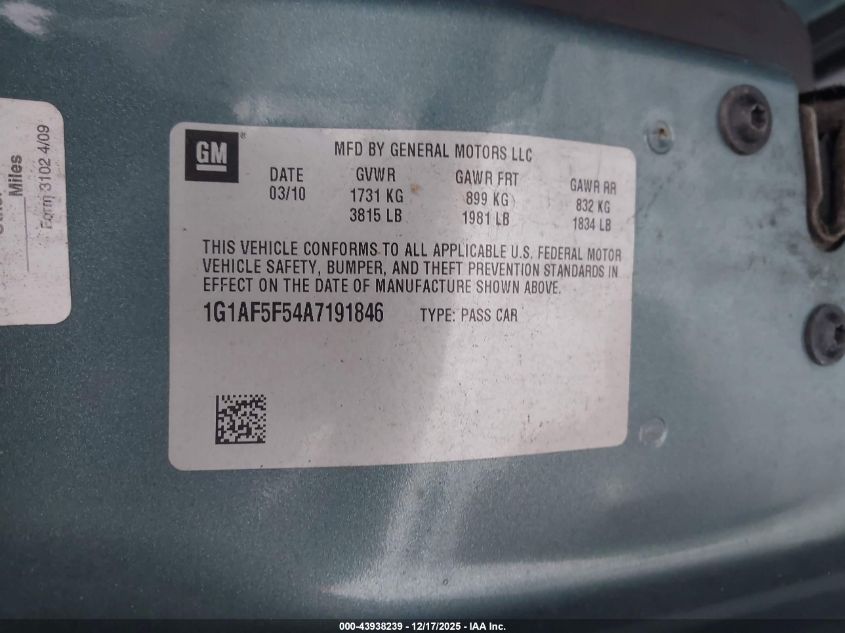 Miles
Form 3102 4/09
GM
®
MFD BY GENERAL MOTORS LLC
DATE GVWR GAWR FRT GAWR RR
03/10 1731 KG 899 KG 832 KG
3815 LB 1981 LB 1834 LB
THIS VEHICLE CONFORMS TO ALL APPLICABLE U.S. FEDERAL MOTOR
VEHICLE SAFETY, BUMPER, AND THEFT PREVENTION STANDARDS IN
EFFECT ON THE DATE OF MANUFACTURE SHOWN ABOVE.
1G1AF5F54A7191846 TYPE: PASS CAR
000-43938239 - 12/17/2025 - IAA Inc.